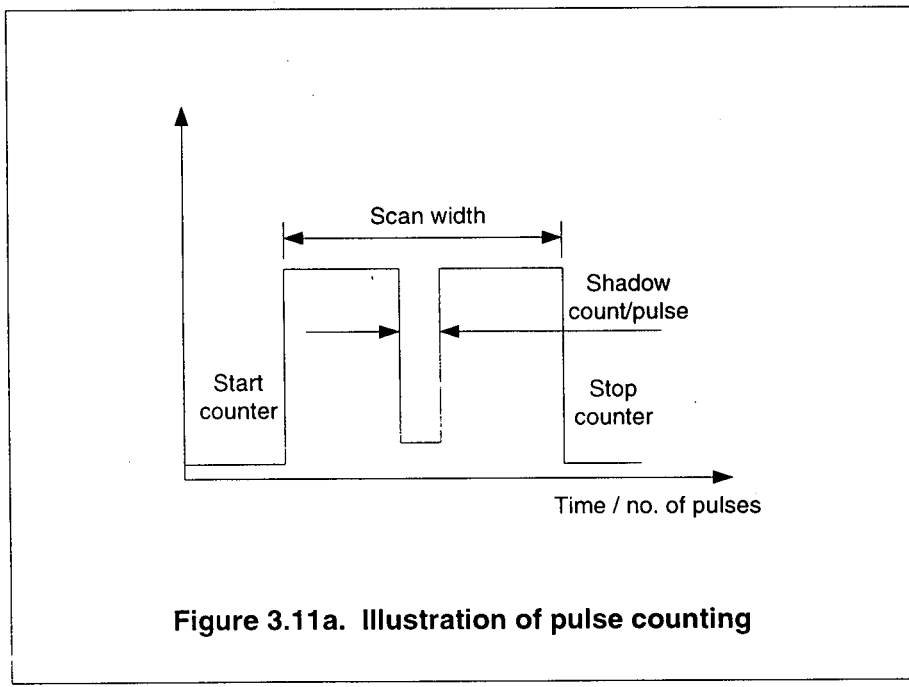 Scan width
Shadow
count/pulse
Start
counter
Stop
counter
Time / no. of pulses
Figure 3.11a. Illustration of pulse counting